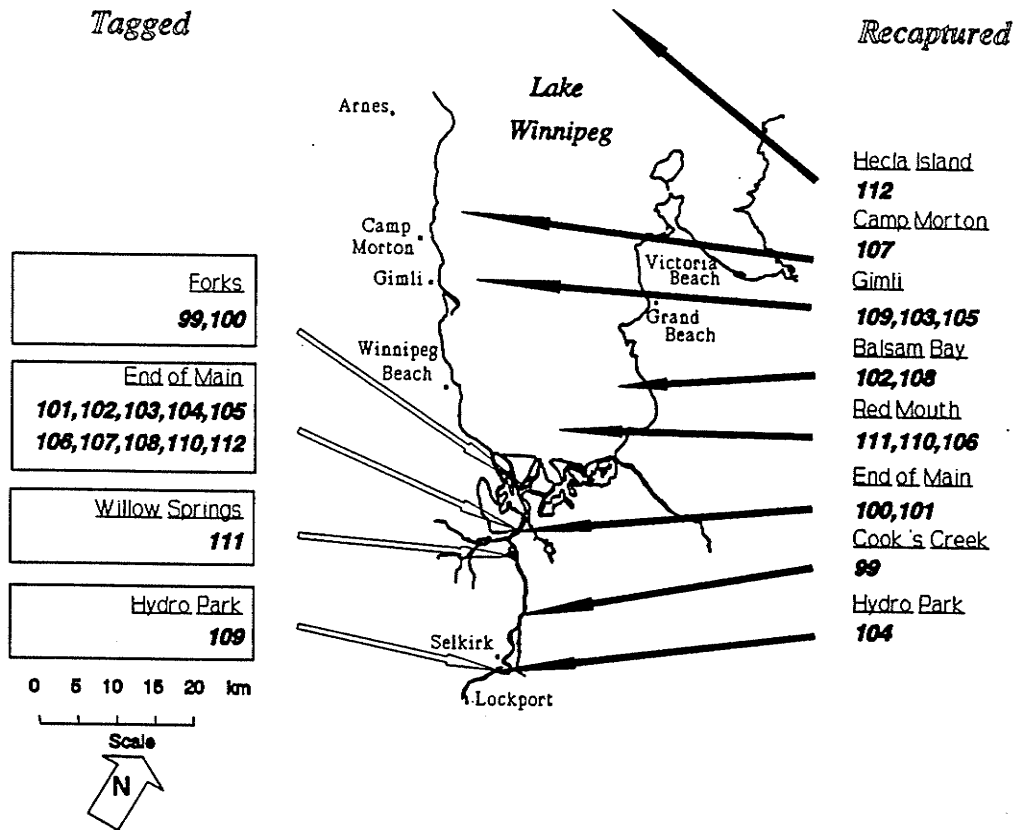 Tagged
Recaptured
Lake
Winnipeg
Arnes
Camp
Morton
Gimli
Winnipeg
Beach
Victoria
Beach
Grand
Beach
Selkirk
Lockport
Forks
99,100
End of Main
101,102,103,104,105
106,107,108,110,112
Willow Springs
111
Hydro Park
109
Hecla Island
112
Camp Morton
107
Gimli
109,103,105
Balsam Bay
102,108
Red Mouth
111,110,106
End of Main
100,101
Cook's Creek
99
Hydro Park
104
0 5 10 15 20 km
Scale
N